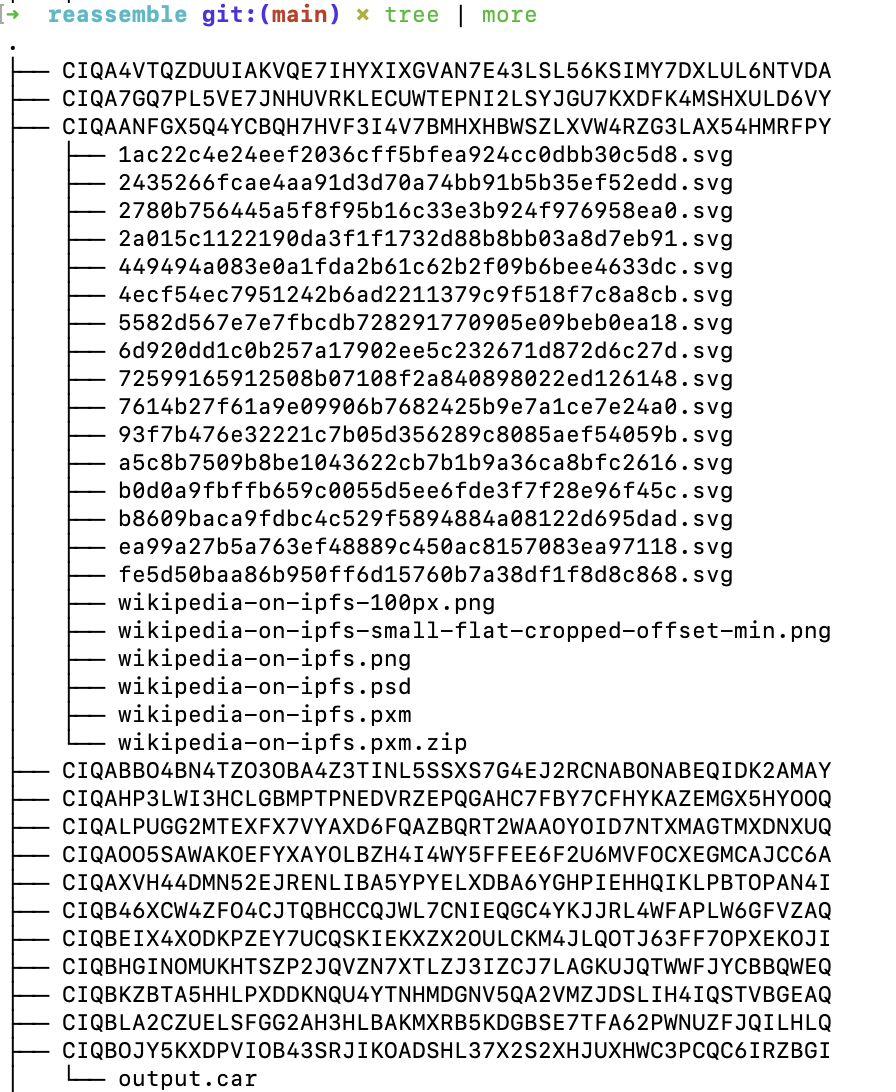 [➜  reassemble git:(main) × tree | more
.
├── CIQA4VTQZDUUIAKVQE7IHYXIXGVAN7E43LSL56KSIMY7DXLUL6NTVDA
├── CIQA7GQ7PL5VE7JNHUVRKLECUWTEPNI2LSYJGU7KXDFK4MSHXULD6VY
├── CIQAANFGX5Q4YCBQH7HVF3I4V7BMHXHBWSZLXVW4RZG3LAX54HMRFPY
│   ├── 1ac22c4e24eef2036cff5bfea924cc0dbb30c5d8.svg
│   ├── 2435266fcae4aa91d3d70a74bb91b5b35ef52edd.svg
│   ├── 2780b756445a5f8f95b16c33e3b924f976958ea0.svg
│   ├── 2a015c1122190da3f1f1732d88b8bb03a8d7eb91.svg
│   ├── 449494a083e0a1fda2b61c62b2f09b6bee4633dc.svg
│   ├── 4ecf54ec7951242b6ad2211379c9f518f7c8a8cb.svg
│   ├── 5582d567e7e7fbcdb728291770905e09beb0ea18.svg
│   ├── 6d920dd1c0b257a17902ee5c232671d872d6c27d.svg
│   ├── 72599165912508b07108f2a840898022ed126148.svg
│   ├── 7614b27f61a9e09906b7682425b9e7a1ce7e24a0.svg
│   ├── 93f7b476e32221c7b05d356289c8085aef54059b.svg
│   ├── a5c8b7509b8be1043622cb7b1b9a36ca8bfc2616.svg
│   ├── b0d0a9fbffb659c0055d5ee6fde3f7f28e96f45c.svg
│   ├── b8609baca9fdbc4c529f5894884a08122d695dad.svg
│   ├── ea99a27b5a763ef48889c450ac8157083ea97118.svg
│   ├── fe5d50baa86b950ff6d15760b7a38df1f8d8c868.svg
│   ├── wikipedia-on-ipfs-100px.png
│   ├── wikipedia-on-ipfs-small-flat-cropped-offset-min.png
│   ├── wikipedia-on-ipfs.png
│   ├── wikipedia-on-ipfs.psd
│   ├── wikipedia-on-ipfs.pxm
│   └── wikipedia-on-ipfs.pxm.zip
├── CIQABBO4BN4TZO3OBA4Z3TINL5SSXS7G4EJ2RCNABONABEQIDK2AMAY
├── CIQAHP3LWI3HCLGBMPTPNEDVRZEPQGAHC7FBY7CFHYKAZEMGX5HYOOQ
├── CIQALPUGG2MTEXFX7VYAXD6FQAZBQRT2WAAOYOID7NTXMAGTMXDNXUQ
├── CIQAOO5SAWAKOEFYXAYOLBZH4I4WY5FFEE6F2U6MVFOCXEGMCAJCC6A
├── CIQAXVH44DMN52EJRENLIBA5YPYELXDBA6YGHPIEHHQIKLPBTOPAN4I
├── CIQB46XCW4ZFO4CJTQBHCCQJWL7CNIEQGC4YKJJRL4WFAPLW6GFVZAQ
├── CIQBEIX4XODKPZEY7UCQSKIEKXZX2OULCKM4JLQOTJ63FF7OPXEKOJI
├── CIQBHGINOMUKHTSZP2JQVZN7XTLZJ3IZCJ7LAGKUJQTWWFJYCBBQWEQ
├── CIQBKZBTA5HHLPXDDKNQU4YTNHMDGNV5QA2VMZJDSLIH4IQSTVBGEAQ
├── CIQBLA2CZUELSFGG2AH3HLBAKMXRB5KDGBSE7TFA62PWNUZFJQILHLQ
├── CIQBOJY5KXDPVIOB43SRJIKOADSHL37X2S2XHJUXHWC3PCQC6IRZBGI
│   └── output.car